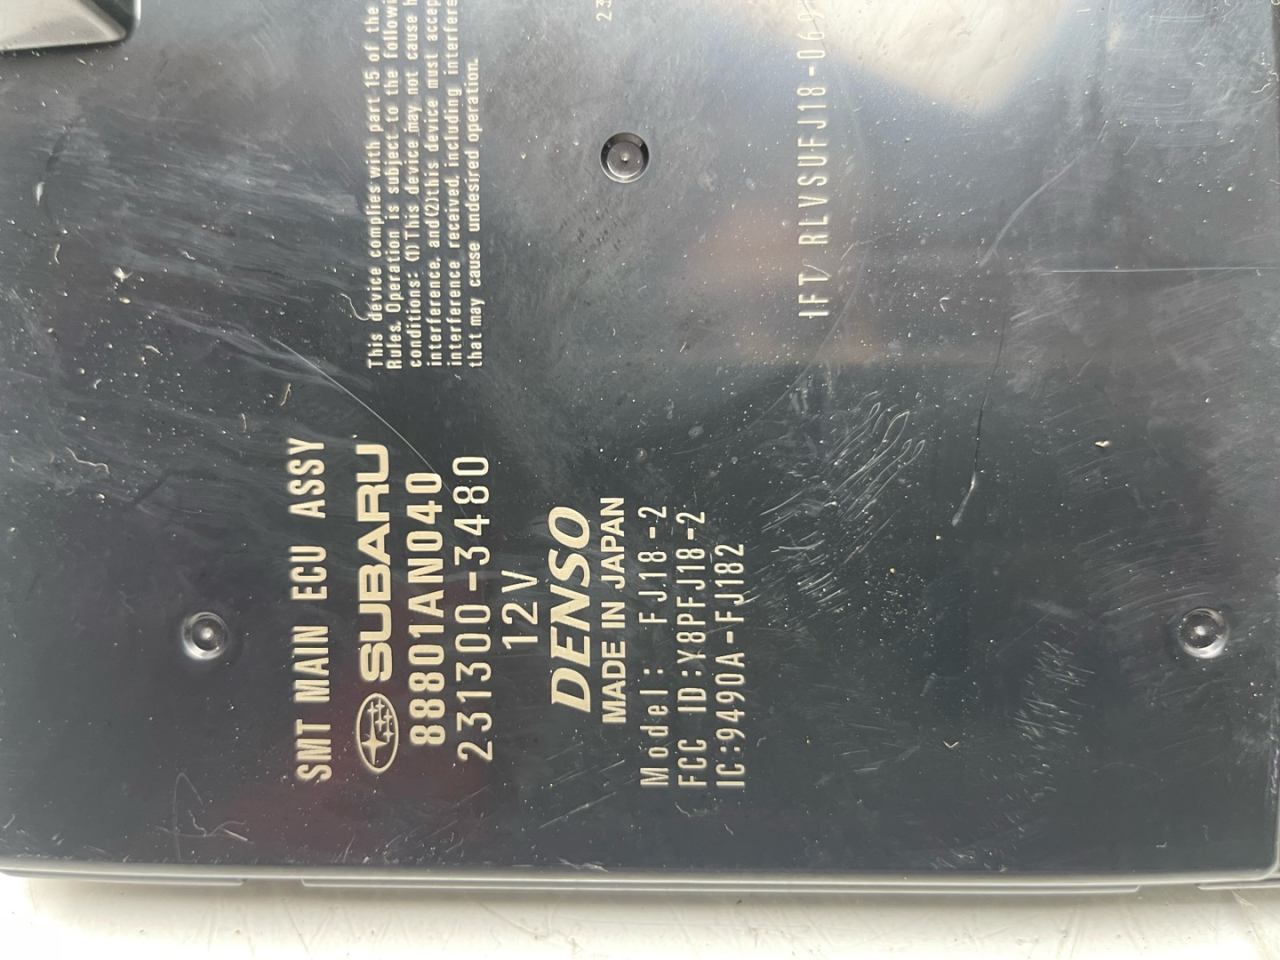 SMT MAIN ECU ASSY
SUBARU
88801AN040
231300-3480
12V
DENSO
MADE IN JAPAN
Model: FJ18-2
FCC ID:Y8PFJ18-2
IC:9490A-FJ182
This device complies with part 15 of the
Rules. Operation is subject to the
conditions: (1) This device may not cause
interference, and(2)this device must
interference received, including
that may cause undesired operation.
IFT RLVSUFJ18-06